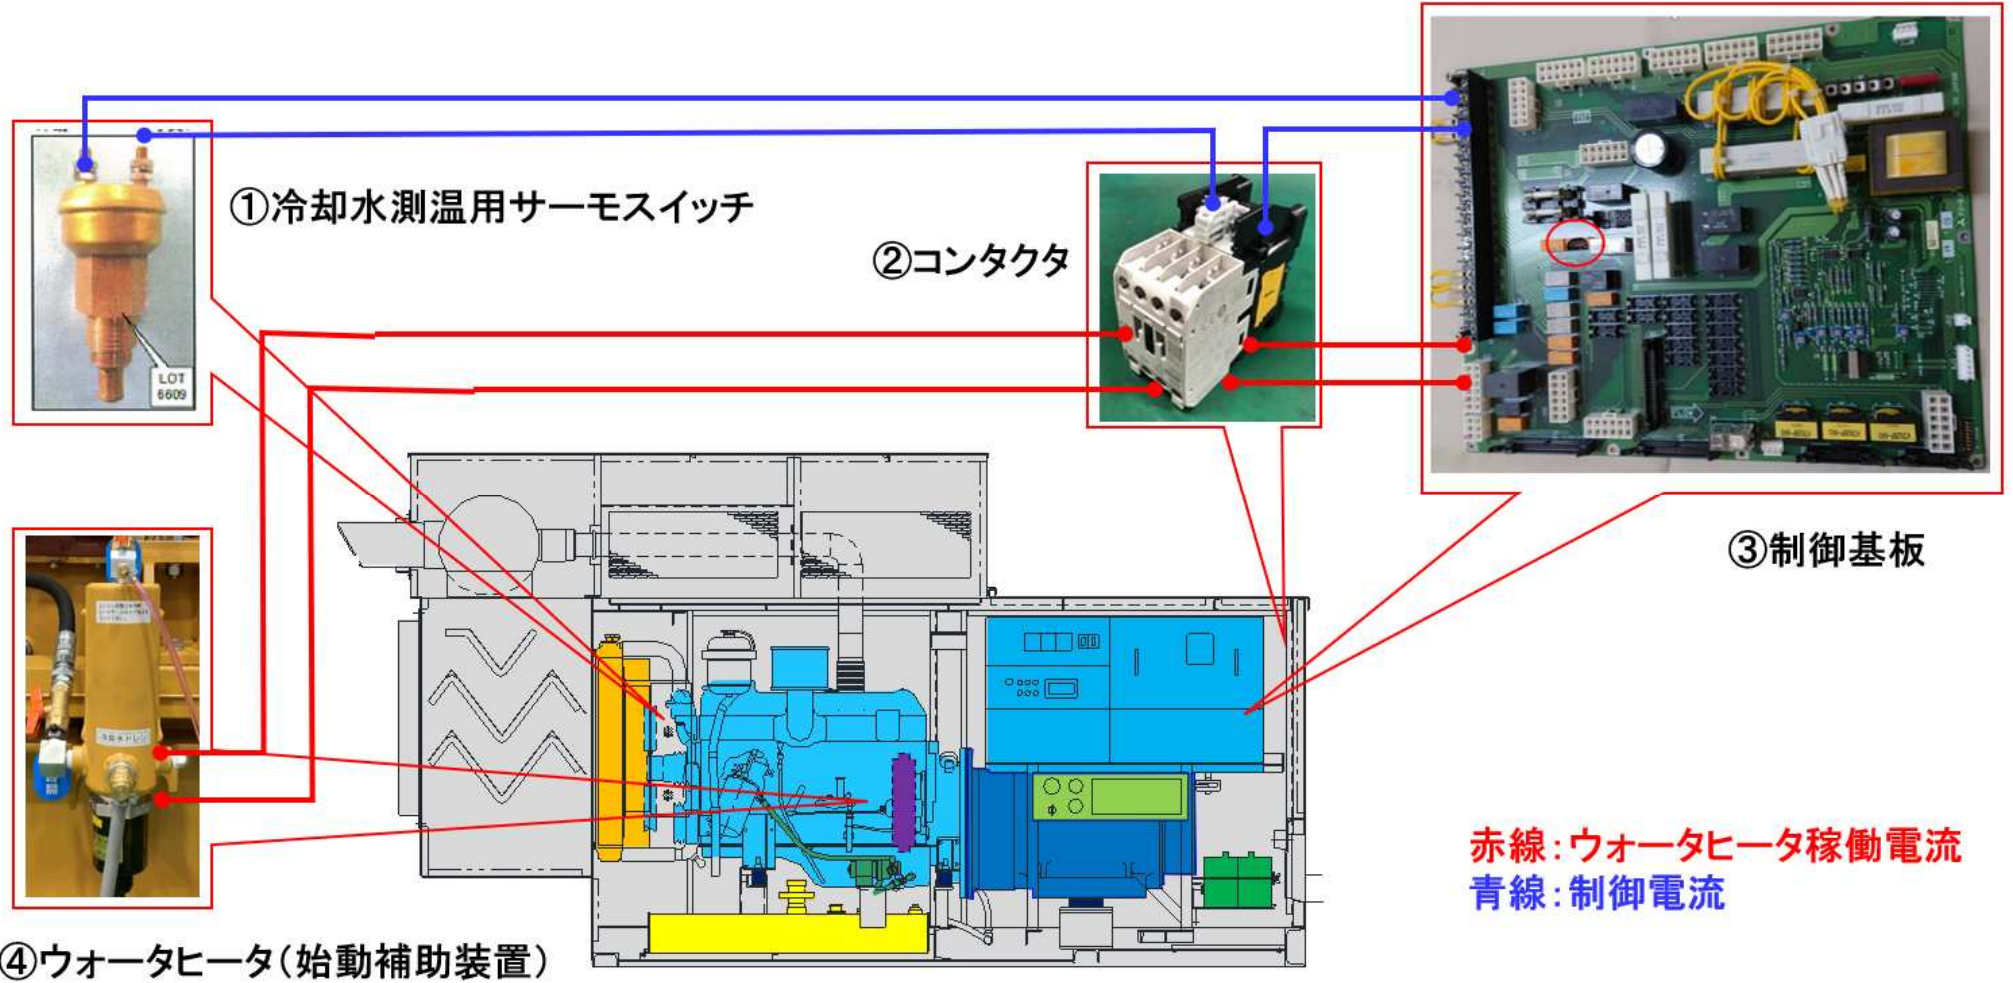 ①冷却水測温用サーモスイッチ
②コンタクタ
LOT
6609
③制御基板
赤線:ウォータヒータ稼働電流
青線:制御電流
④ウォータヒータ(始動補助装置)